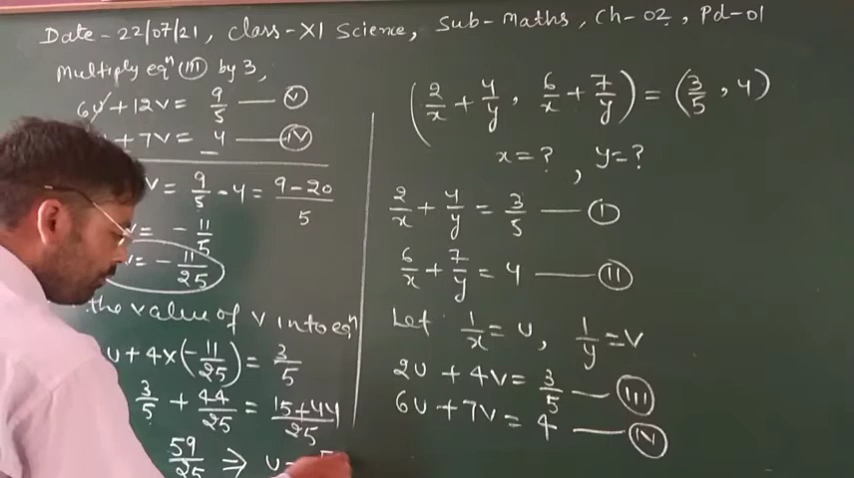 Date - 22/07/21, Class - XI Science, Sub - Maths, Ch - 02, Pd - 01
Multiply eqⁿ (III) by 3,
6U + 12V = 9/5 — (V)
+ 7V = 4 — (IV)
V = 9/5 - 4 = (9 - 20)/5
V = - 11/5
V = - 11/25
the value of V into eqⁿ
U + 4 × (- 11/25) = 3/5
3/5 + 44/25 = (15 + 44)/25
59/25 ⇒ U =
(2/x + 4/y, 6/x + 7/y) = (3/5, 4)
x = ?, y = ?
2/x + 4/y = 3/5 — (I)
6/x + 7/y = 4 — (II)
Let 1/x = U, 1/y = V
2U + 4V = 3/5 — (III)
6U + 7V = 4 — (IV)